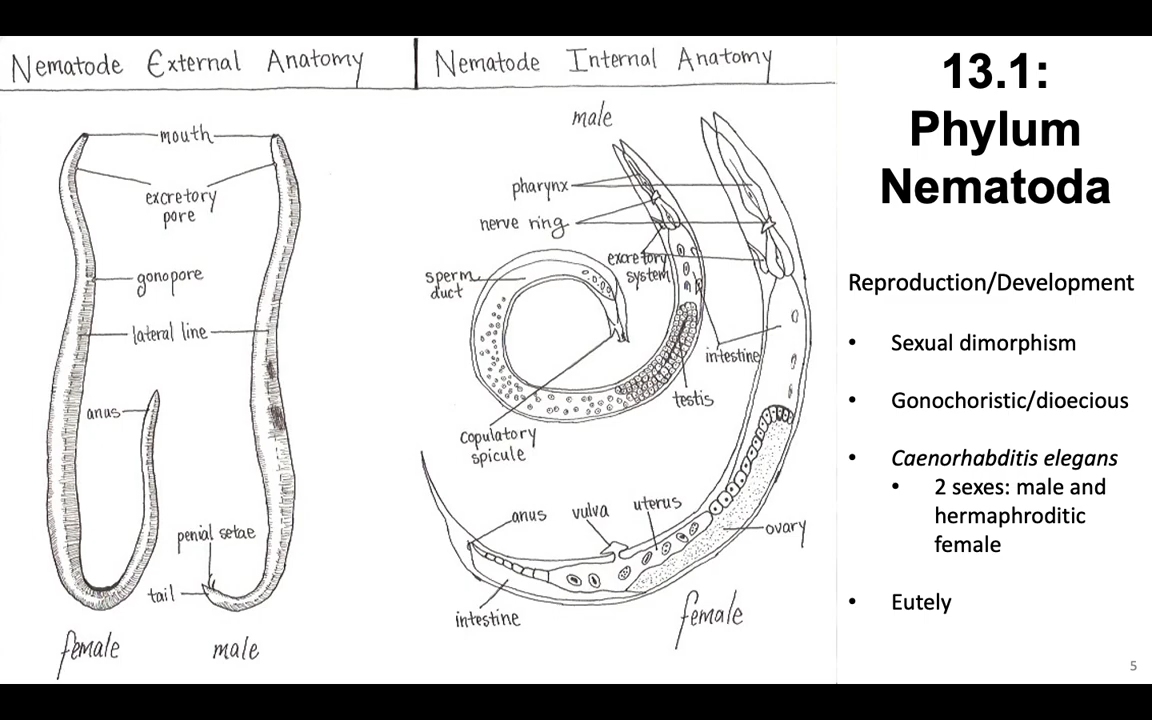 Nematode External Anatomy
mouth
excretory
pore
gonopore
lateral line
anus
penial setae
tail
female
male
Nematode Internal Anatomy
male
pharynx
nerve ring
excretory
system
sperm
duct
intestine
testis
copulatory
spicule
anus
vulva
uterus
ovary
intestine
female
13.1:
Phylum
Nematoda
Reproduction/Development
• Sexual dimorphism
• Gonochoristic/dioecious
• Caenorhabditis elegans
• 2 sexes: male and
hermaphroditic
female
• Eutely
5